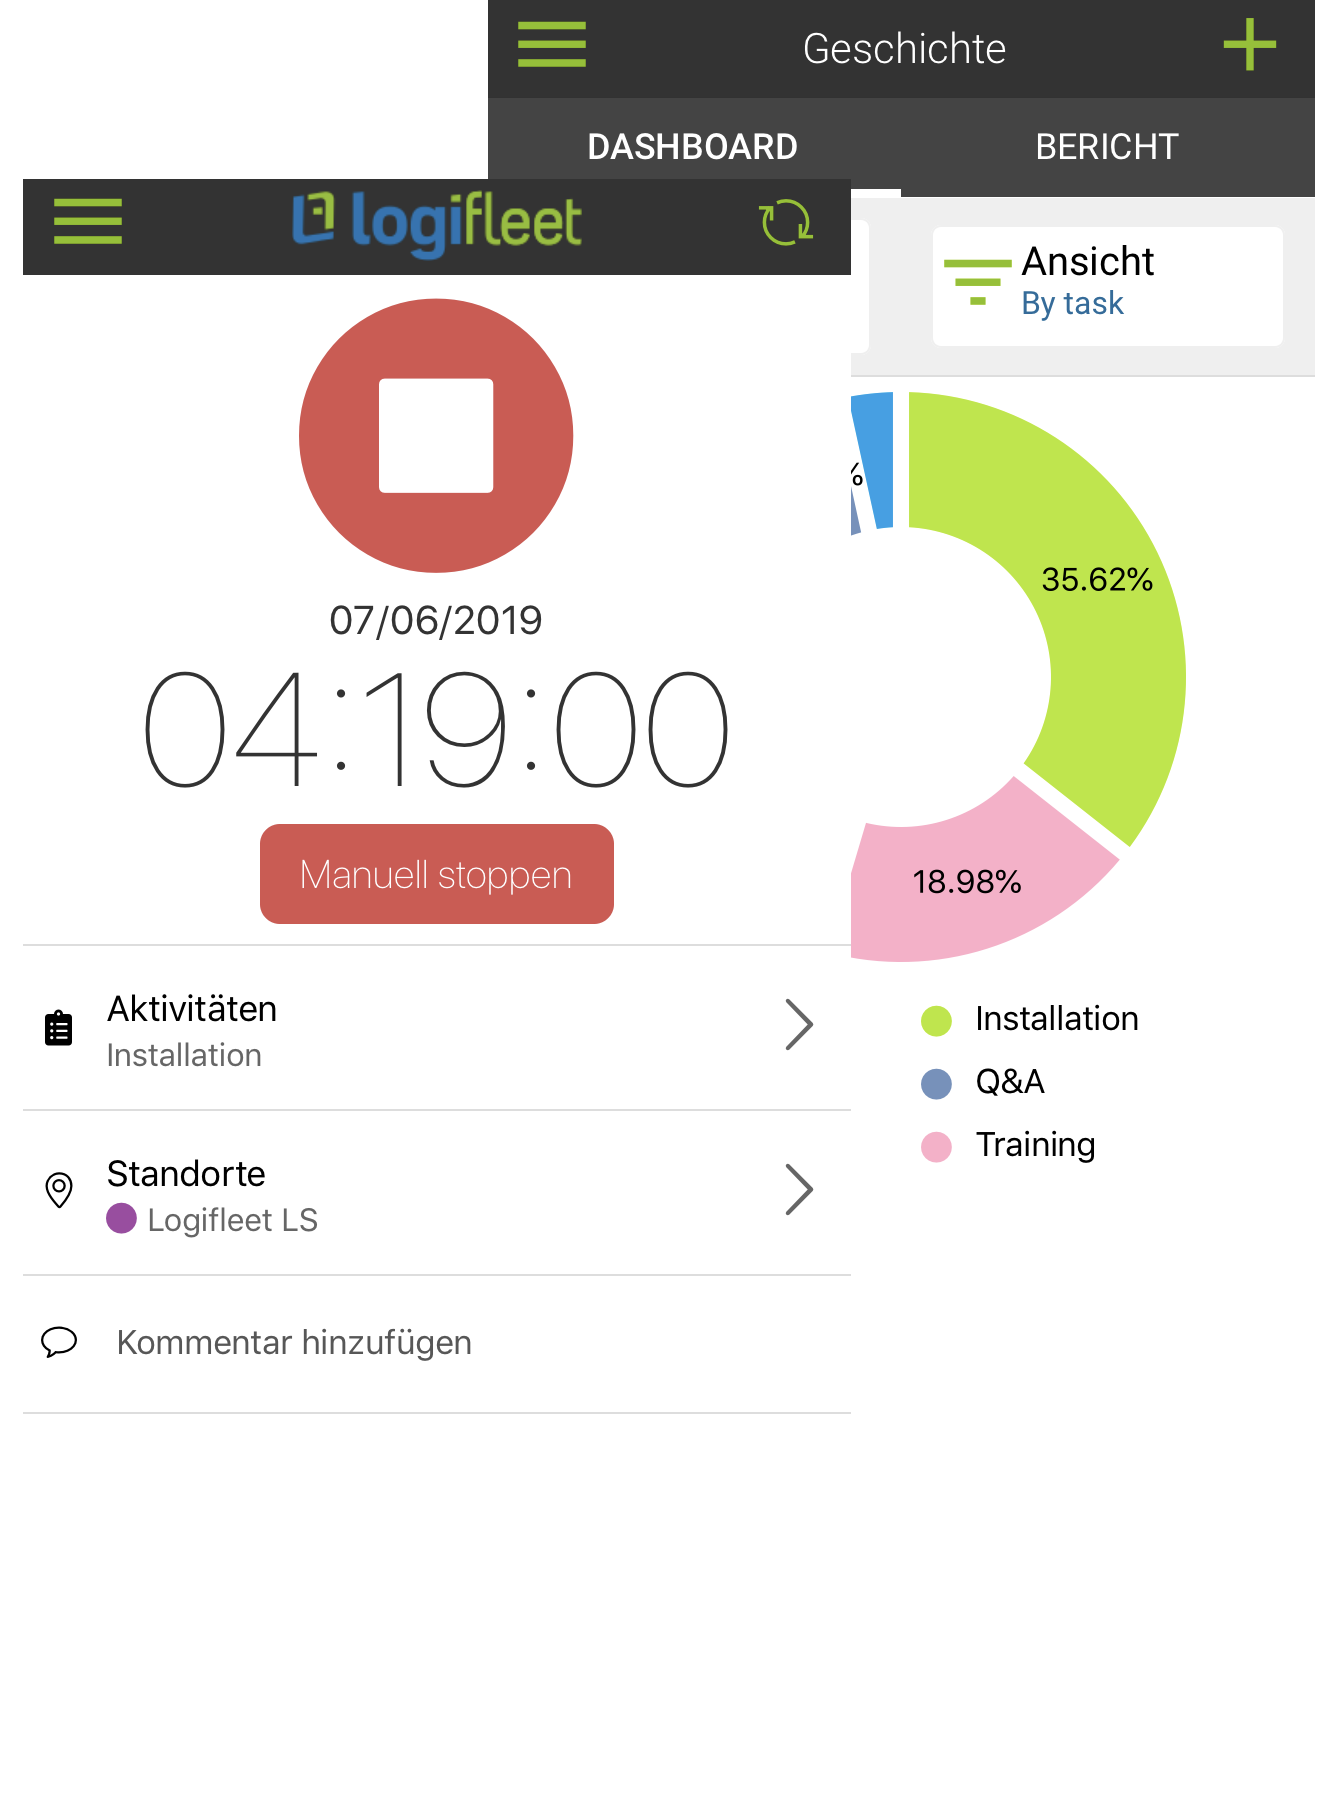 Geschichte
DASHBOARD
BERICHT
logifleet
Ansicht
By task
%
35.62%
18.98%
Installation
Q&A
Training
07/06/2019
04:19:00
Manuell stoppen
Aktivitäten
Installation
Standorte
Logifleet LS
Kommentar hinzufügen